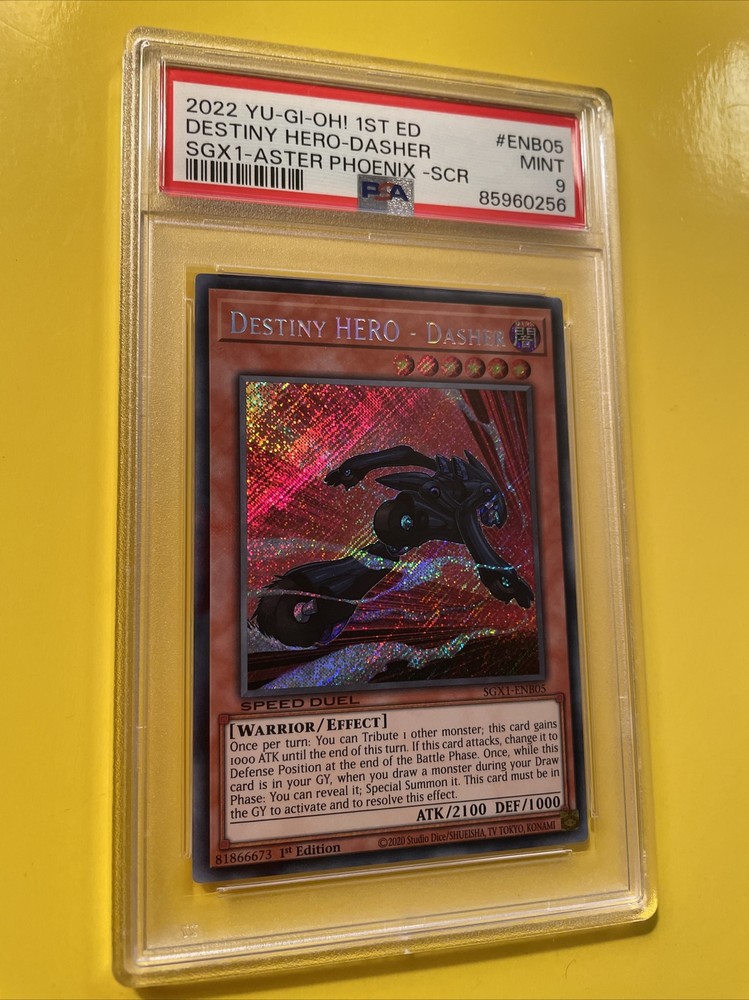 2022 YU-GI-OH! 1ST ED #ENB05
DESTINY HERO-DASHER MINT
SGX1-ASTER PHOENIX -SCR 9
PSA 85960256
DESTINY HERO - DASHER 闇
SGX1-ENB05
SPEED DUEL
[WARRIOR/EFFECT]
Once per turn: You can Tribute 1 other monster; this card gains
1000 ATK until the end of this turn. If this card attacks, change it to
Defense Position at the end of the Battle Phase. Once, while this
card is in your GY, when you draw a monster during your Draw
Phase: You can reveal it; Special Summon it. This card must be in
the GY to activate and to resolve this effect.
ATK/2100 DEF/1000
81866673 1st Edition ©2020 Studio Dice/SHUEISHA, TV TOKYO, KONAMI